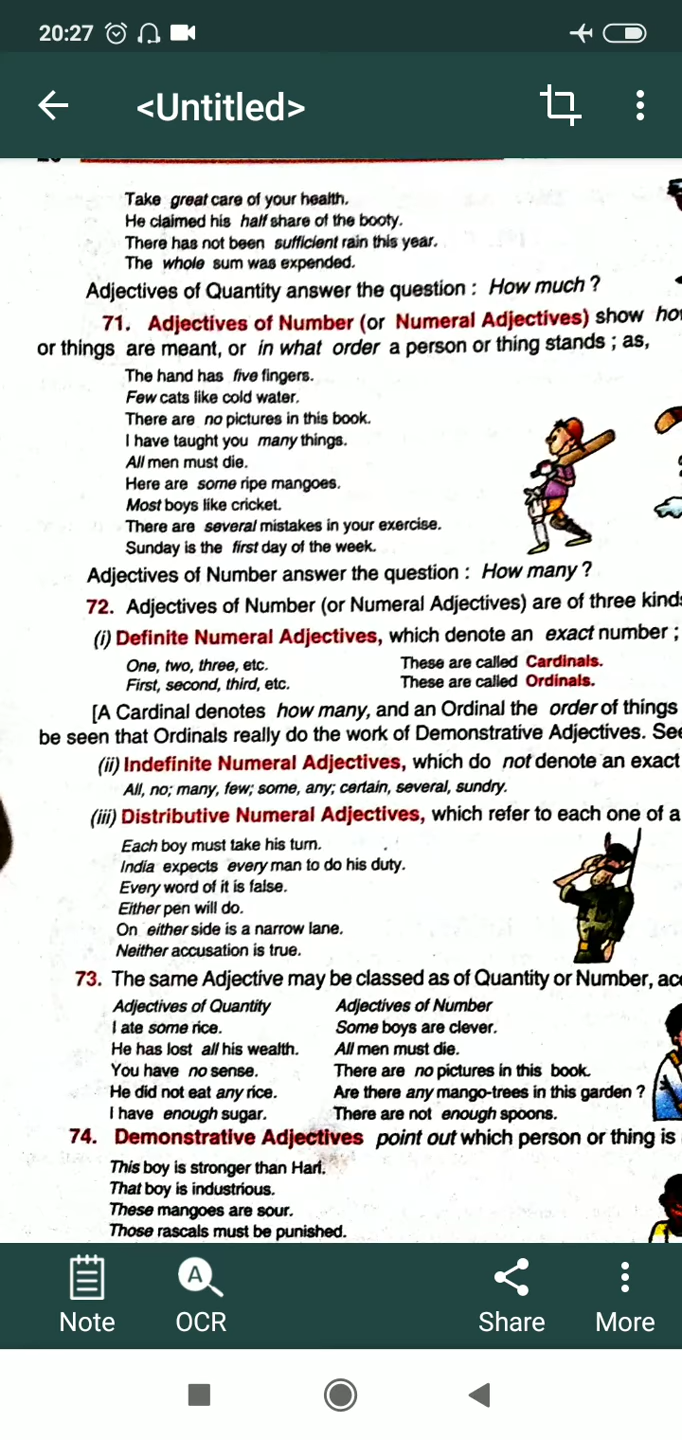 20:27
<Untitled>
Take great care of your health.
He claimed his half share of the booty.
There has not been sufficient rain this year.
The whole sum was expended.
Adjectives of Quantity answer the question : How much ?
71. Adjectives of Number (or Numeral Adjectives) show
or things are meant, or in what order a person or thing stands ; as,
The hand has five fingers.
Few cats like cold water.
There are no pictures in this book.
I have taught you many things.
All men must die.
Here are some ripe mangoes.
Most boys like cricket.
There are several mistakes in your exercise.
Sunday is the first day of the week.
Adjectives of Number answer the question : How many ?
72. Adjectives of Number (or Numeral Adjectives) are of three
(i) Definite Numeral Adjectives, which denote an exact number ;
One, two, three, etc. These are called Cardinals.
First, second, third, etc. These are called Ordinals.
[A Cardinal denotes how many, and an Ordinal the order of things
be seen that Ordinals really do the work of Demonstrative Adjectives.
(ii) Indefinite Numeral Adjectives, which do not denote an exact
All, no; many, few; some, any; certain, several, sundry.
(iii) Distributive Numeral Adjectives, which refer to each one of a
Each boy must take his turn.
India expects every man to do his duty.
Every word of it is false.
Either pen will do.
On either side is a narrow lane.
Neither accusation is true.
73. The same Adjective may be classed as of Quantity or Number,
Adjectives of Quantity Adjectives of Number
I ate some rice. Some boys are clever.
He has lost all his wealth. All men must die.
You have no sense. There are no pictures in this book.
He did not eat any rice. Are there any mango-trees in this garden ?
I have enough sugar. There are not enough spoons.
74. Demonstrative Adjectives point out which person or thing is
This boy is stronger than Hari.
That boy is industrious.
These mangoes are sour.
Those rascals must be punished.
A
Note OCR Share More